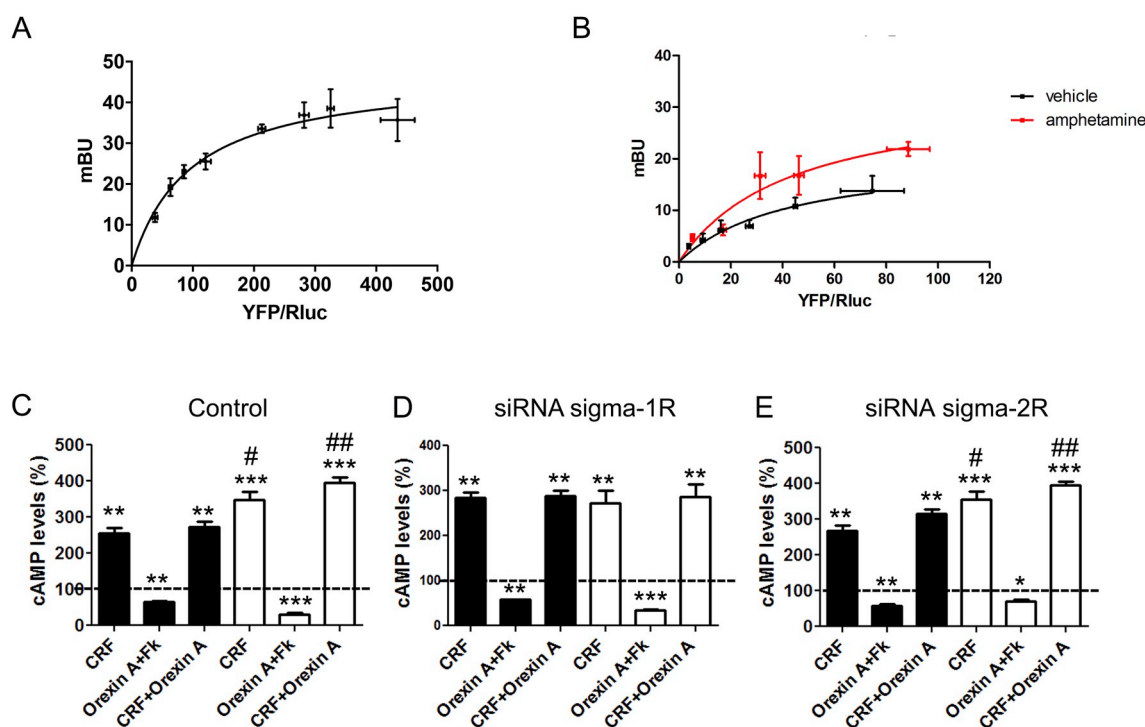 A
mBU
50
40
30
20
10
0
0 100 200 300 400 500
YFP/Rluc
B
mBU
40
30
20
10
0
0 20 40 60 80 100 120
YFP/Rluc
vehicle
amphetamine
C
Control
cAMP levels (%)
500
400
300
200
100
0
** ** ** # *** *** ## ***
CRF
Orexin A+Fk
CRF+Orexin A
CRF
Orexin A+Fk
CRF+Orexin A
D
siRNA sigma-1R
cAMP levels (%)
400
300
200
100
0
** ** ** ** *** **
CRF
Orexin A+Fk
CRF+Orexin A
CRF
Orexin A+Fk
CRF+Orexin A
E
siRNA sigma-2R
cAMP levels (%)
500
400
300
200
100
0
** ** ** # *** * ## ***
CRF
Orexin A+Fk
CRF+Orexin A
CRF
Orexin A+Fk
CRF+Orexin A